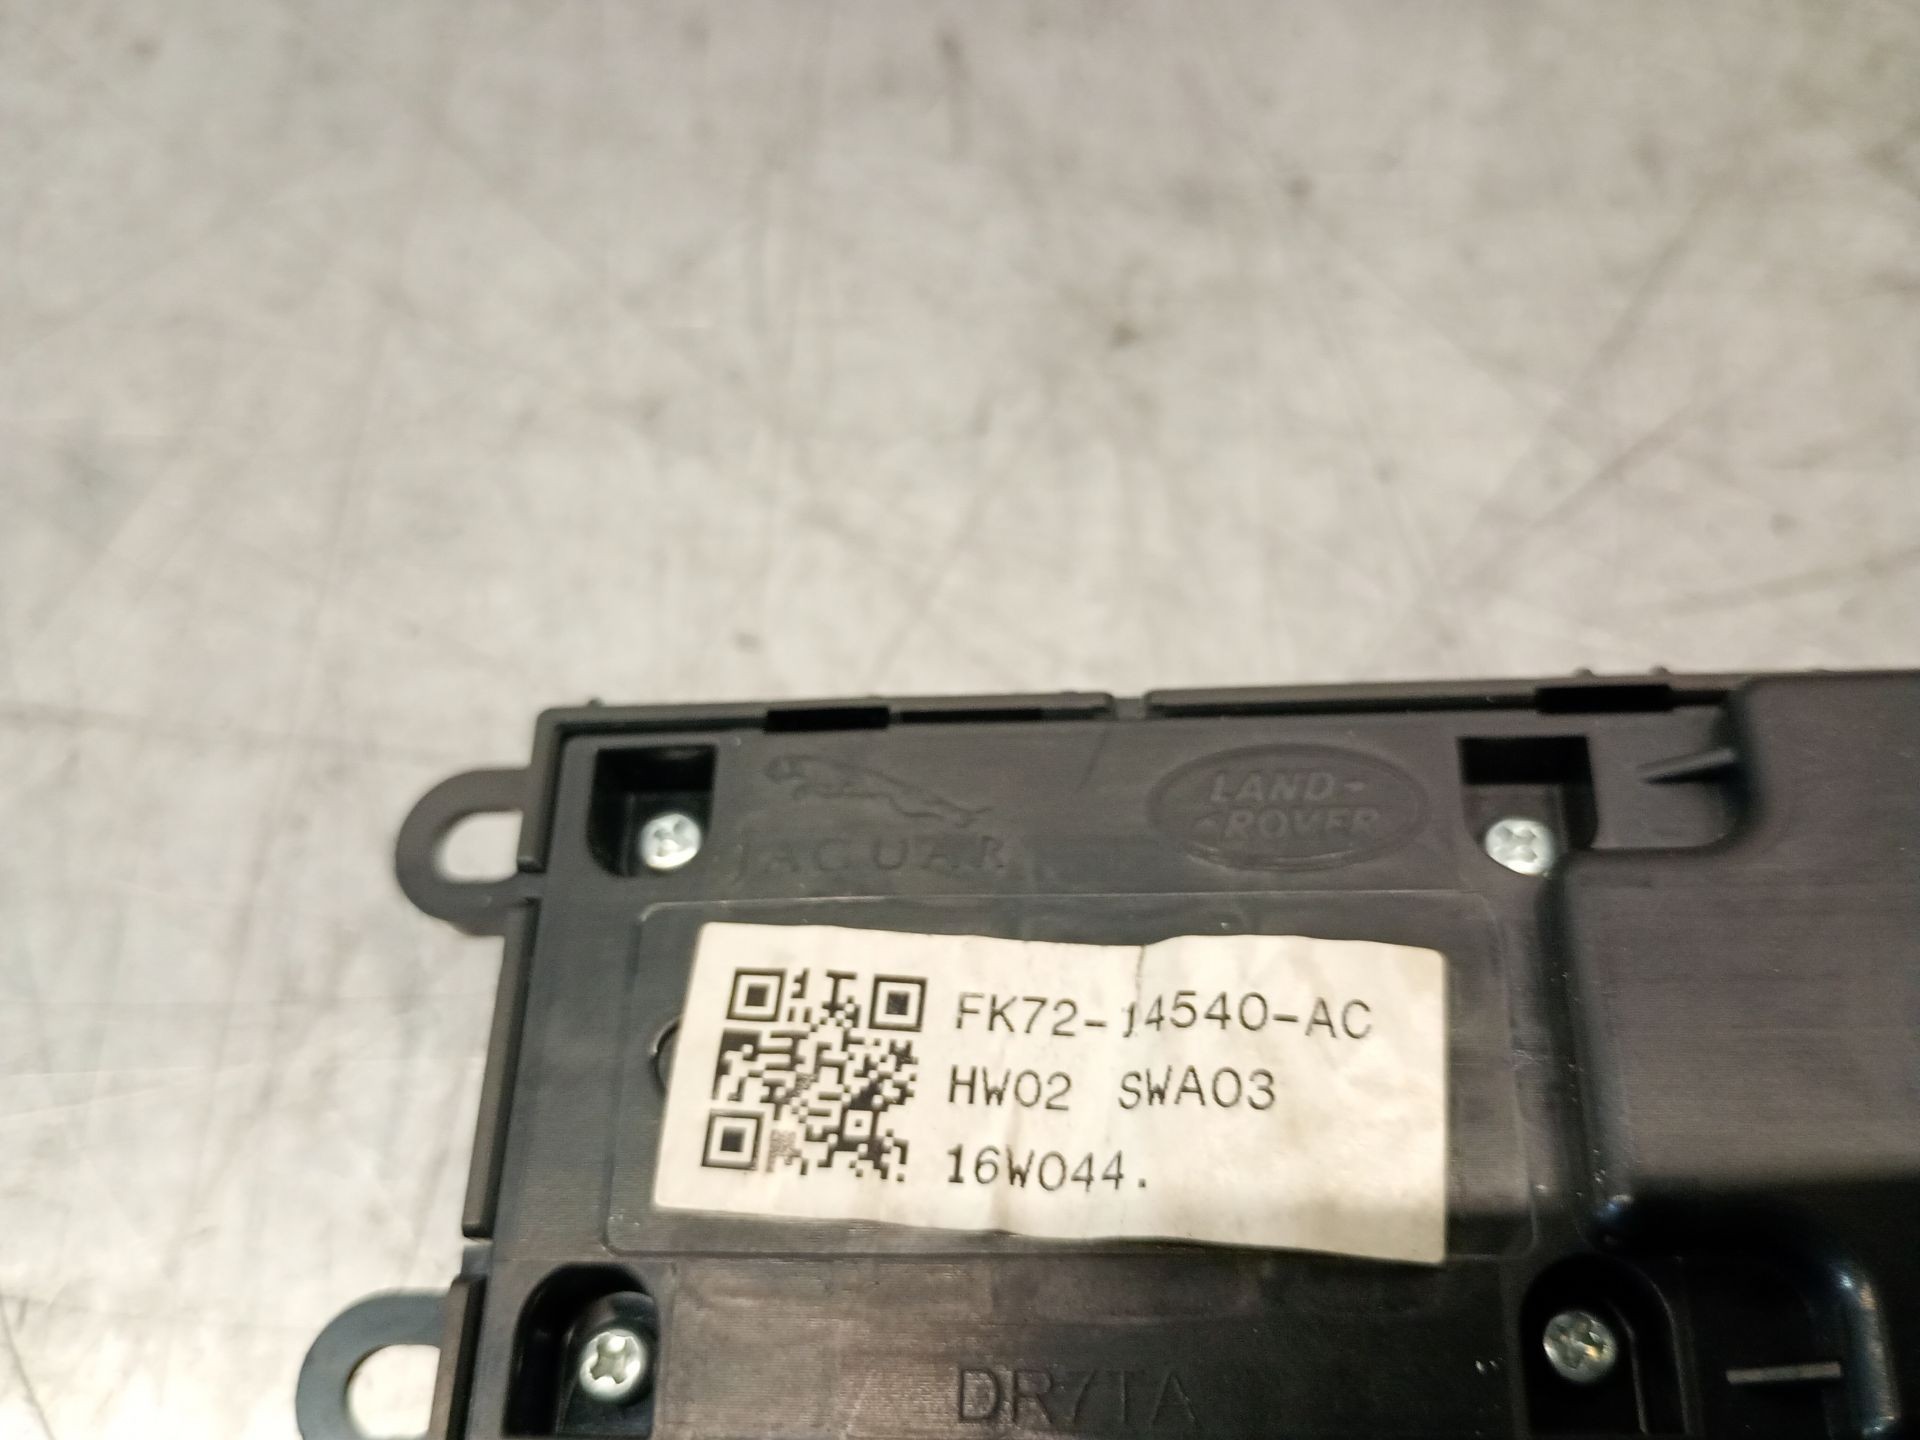 JAGUAR
LAND-
-ROVER
FK72-14540-AC
HW02 SWA03
16W044.
DR7TA